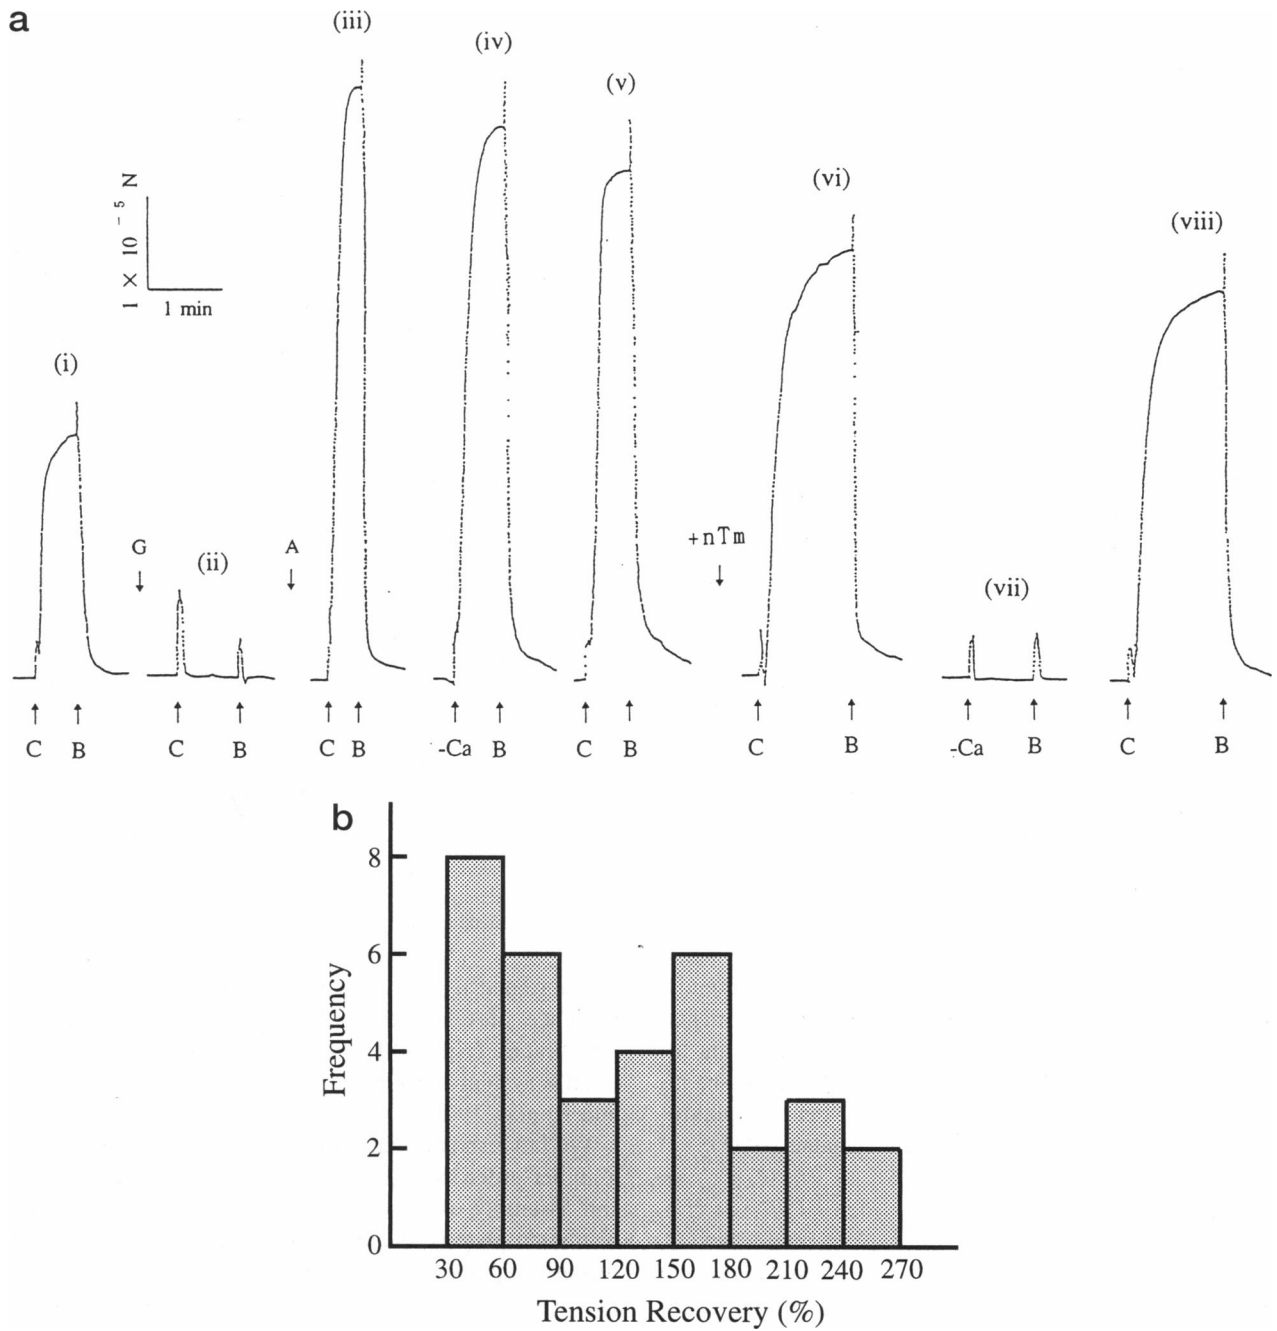 a
(i)
(ii)
(iii)
(iv)
(v)
(vi)
(vii)
(viii)
1 × 10⁻⁵ N
1 min
G
A
+nTm
C B
C B
C B
-Ca B
C B
C B
-Ca B
C B
b
Frequency
8
6
4
2
0
30 60 90 120 150 180 210 240 270
Tension Recovery (%)